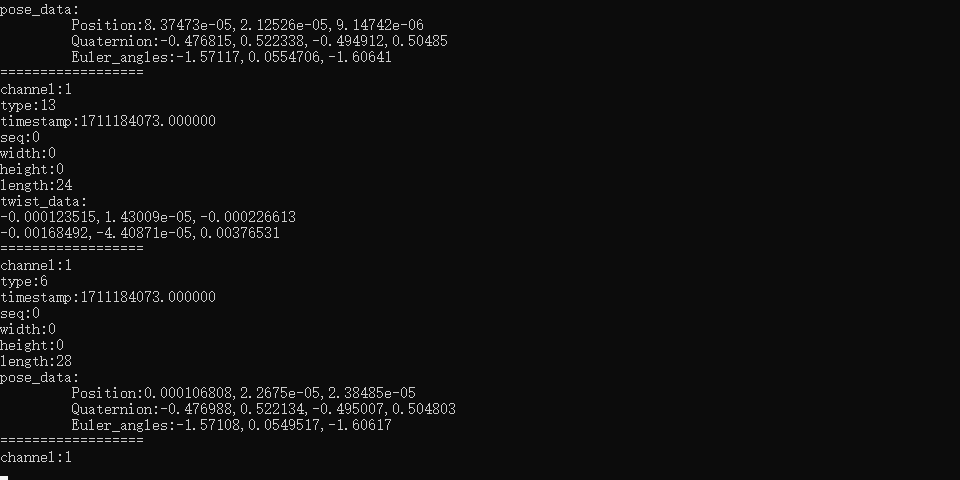 pose_data:
Position:8.37473e-05,2.12526e-05,9.14742e-06
Quaternion:-0.476815,0.522338,-0.494912,0.50485
Euler_angles:-1.57117,0.0554706,-1.60641
==================
channel:1
type:13
timestamp:1711184073.000000
seq:0
width:0
height:0
length:24
twist_data:
-0.000123515,1.43009e-05,-0.000226613
-0.00168492,-4.40871e-05,0.00376531
==================
channel:1
type:6
timestamp:1711184073.000000
seq:0
width:0
height:0
length:28
pose_data:
Position:0.000106808,2.2675e-05,2.38485e-05
Quaternion:-0.476988,0.522134,-0.495007,0.504803
Euler_angles:-1.57108,0.0549517,-1.60617
==================
channel:1